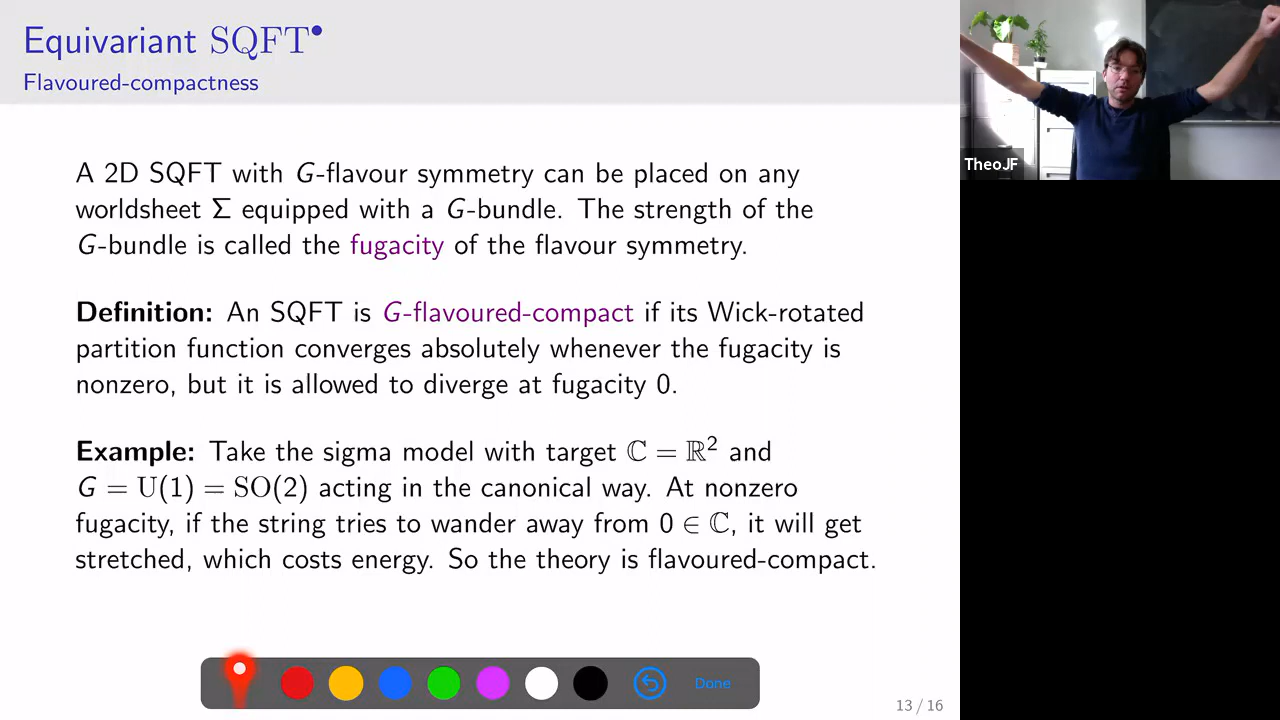 Equivariant SQFT•
Flavoured-compactness
A 2D SQFT with G-flavour symmetry can be placed on any
worldsheet Σ equipped with a G-bundle. The strength of the
G-bundle is called the fugacity of the flavour symmetry.
Definition: An SQFT is G-flavoured-compact if its Wick-rotated
partition function converges absolutely whenever the fugacity is
nonzero, but it is allowed to diverge at fugacity 0.
Example: Take the sigma model with target ℂ = ℝ² and
G = U(1) = SO(2) acting in the canonical way. At nonzero
fugacity, if the string tries to wander away from 0 ∈ ℂ, it will get
stretched, which costs energy. So the theory is flavoured-compact.
Done
13 / 16
TheoJF